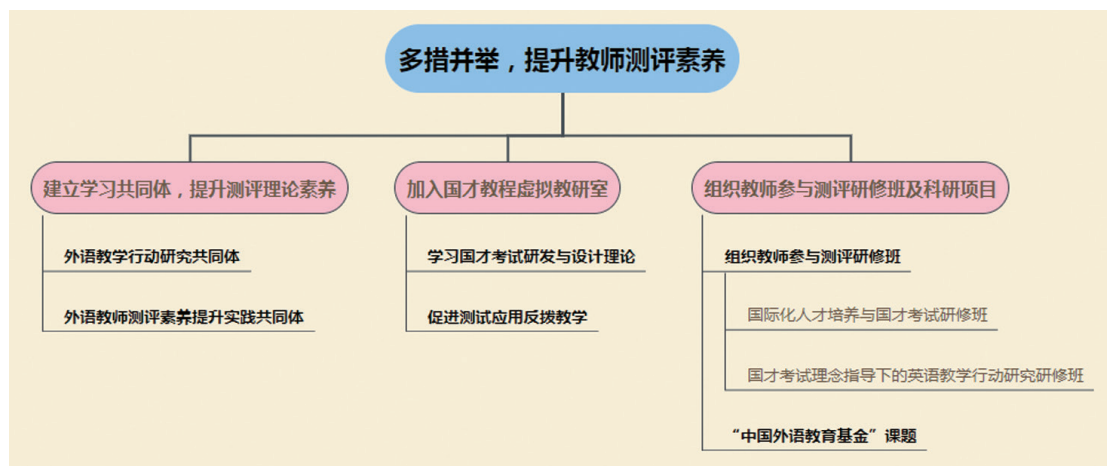 多措并举，提升教师测评素养
建立学习共同体，提升测评理论素养
外语教学行动研究共同体
外语教师测评素养提升实践共同体
加入国才教程虚拟教研室
学习国才考试研发与设计理论
促进测试应用反拨教学
组织教师参与测评研修班及科研项目
组织教师参与测评研修班
国际化人才培养与国才考试研修班
国才考试理念指导下的英语教学行动研究研修班
“中国外语教育基金”课题